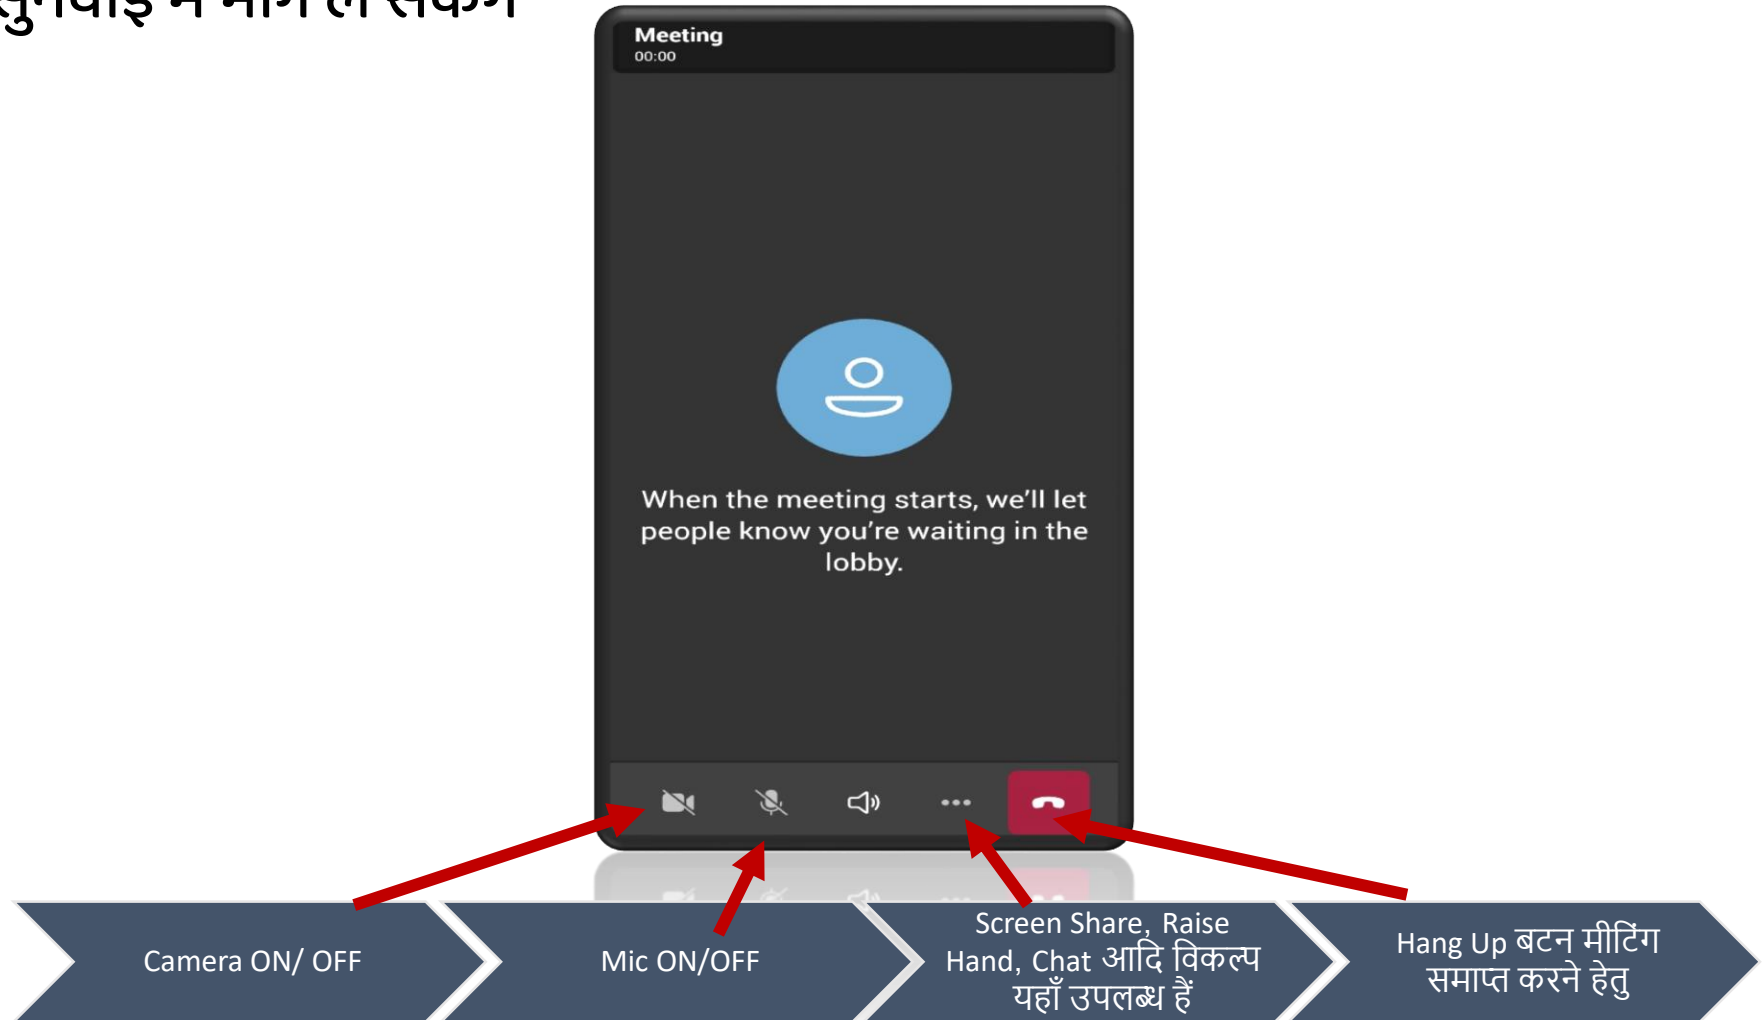 सुनवाई में भाग ले सकेंगे
Meeting
00:00
When the meeting starts, we'll let
people know you're waiting in the
lobby.
Camera ON/ OFF
Mic ON/OFF
Screen Share, Raise
Hand, Chat आदि विकल्प
यहाँ उपलब्ध हैं
Hang Up बटन मीटिंग
समाप्त करने हेतु